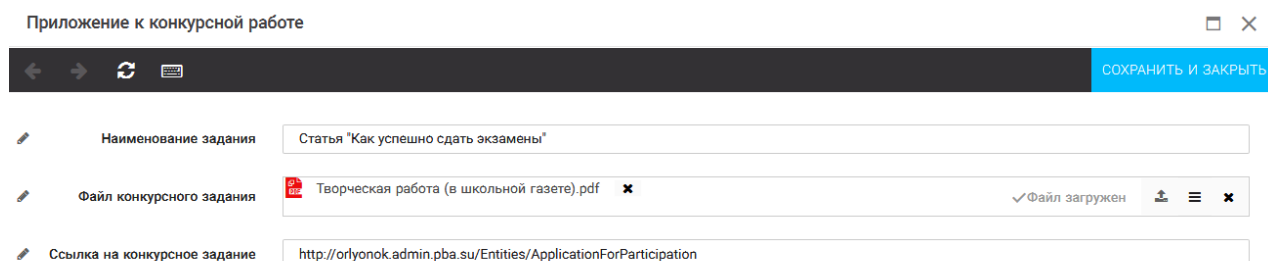 Приложение к конкурсной работе
СОХРАНИТЬ И ЗАКРЫТЬ
Наименование задания Статья "Как успешно сдать экзамены"
Файл конкурсного задания Творческая работа (в школьной газете).pdf Файл загружен
Ссылка на конкурсное задание http://orlyonok.admin.pba.su/Entities/ApplicationForParticipation